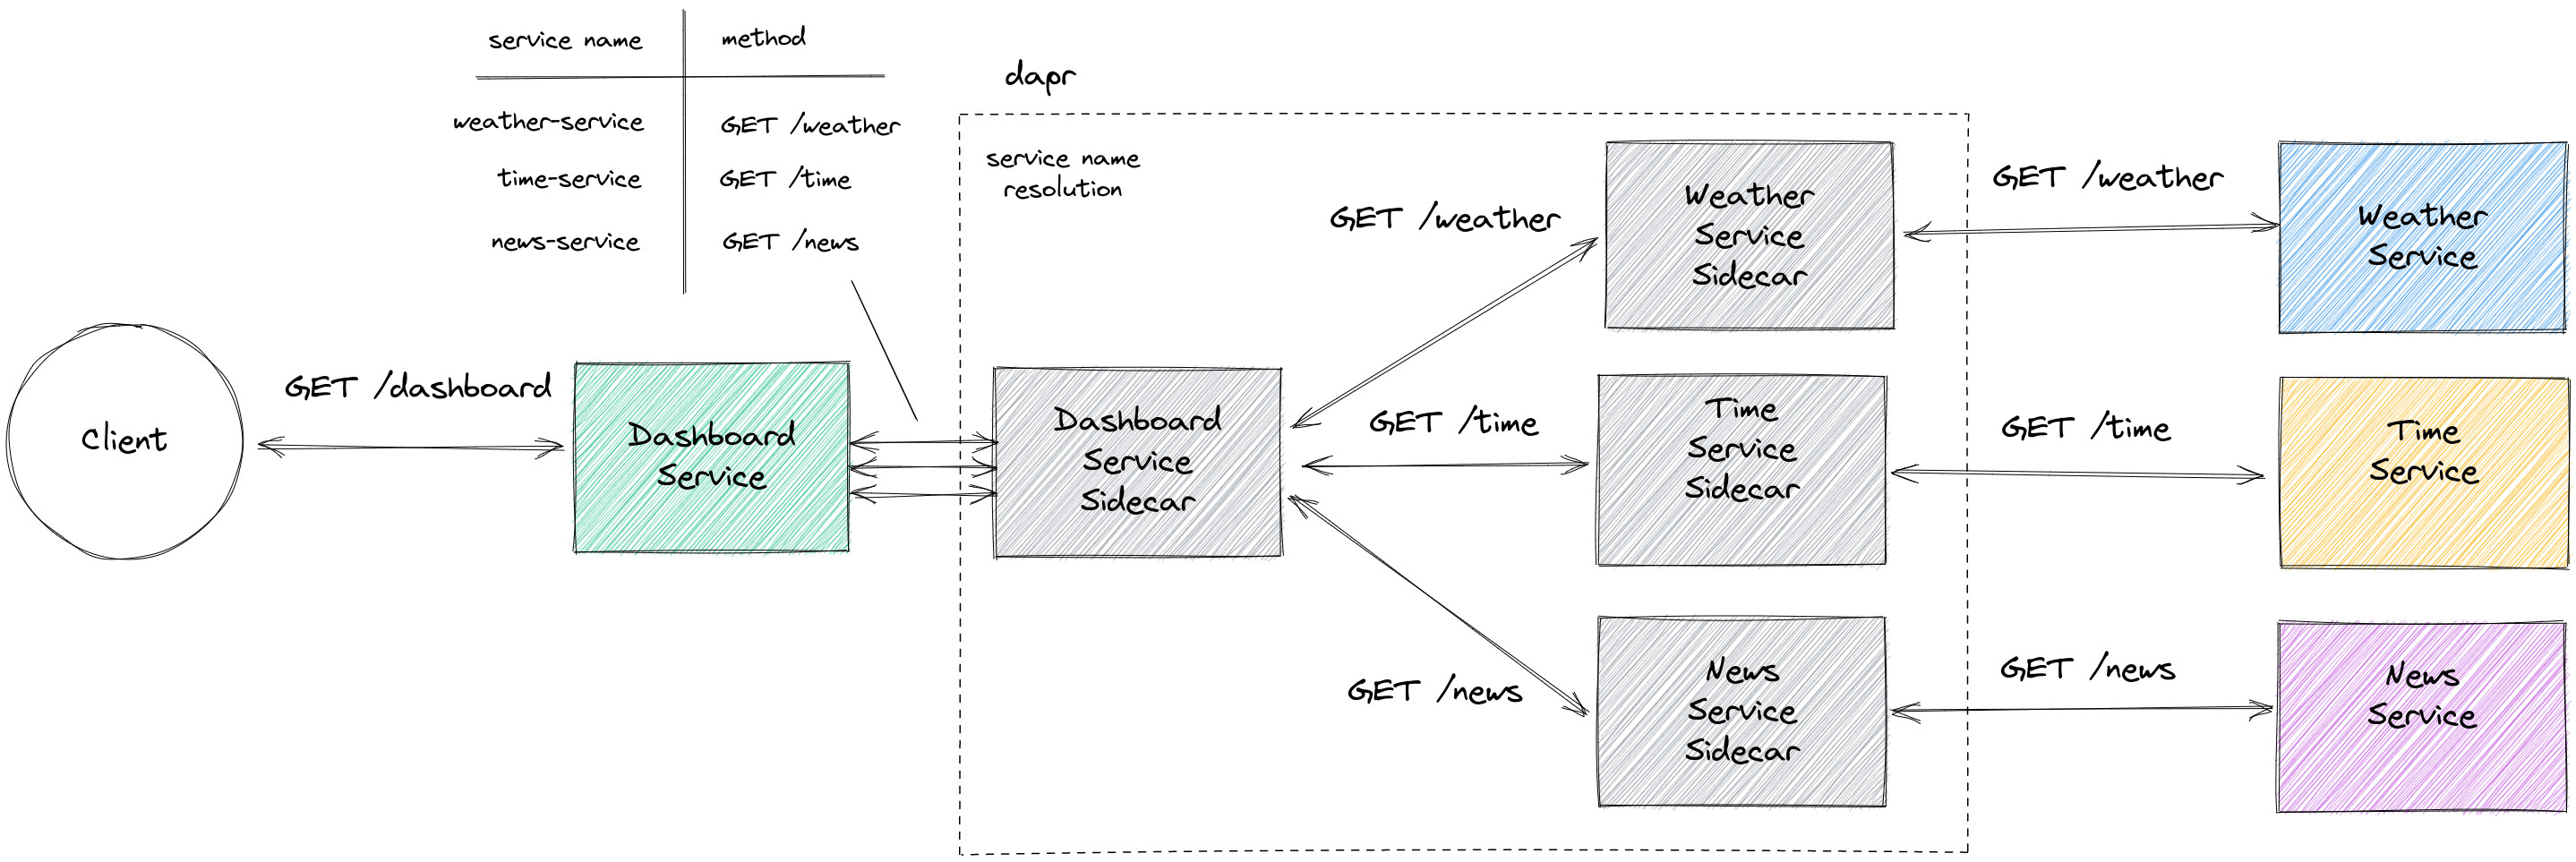 service name method
weather-service GET /weather
time-service GET /time
news-service GET /news
dapr
service name
resolution
Client
GET /dashboard
Dashboard
Service
Dashboard
Service
Sidecar
GET /weather
GET /time
GET /news
Weather
Service
Sidecar
Time
Service
Sidecar
News
Service
Sidecar
GET /weather
GET /time
GET /news
Weather
Service
Time
Service
News
Service